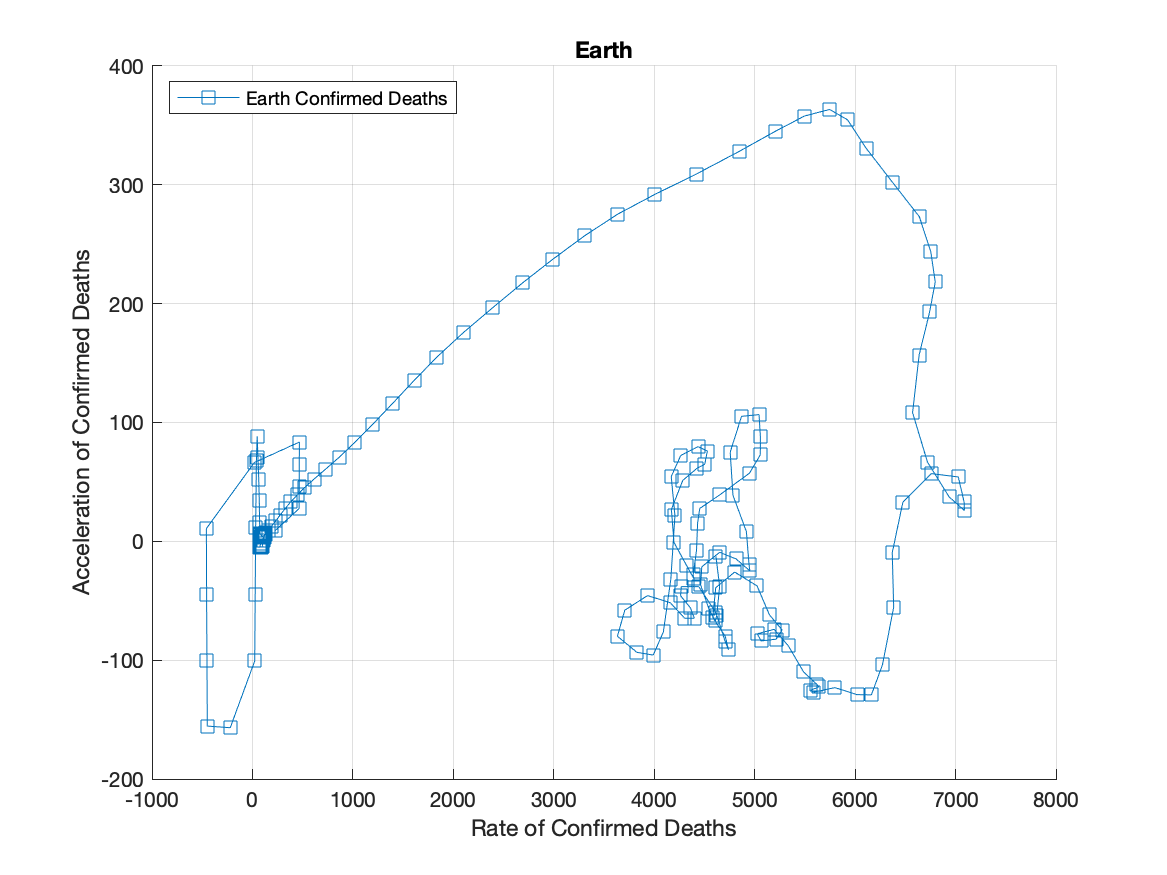 Earth
400
Earth Confirmed Deaths
300
200
100
0
-100
-200
Acceleration of Confirmed Deaths
-1000 0 1000 2000 3000 4000 5000 6000 7000 8000
Rate of Confirmed Deaths